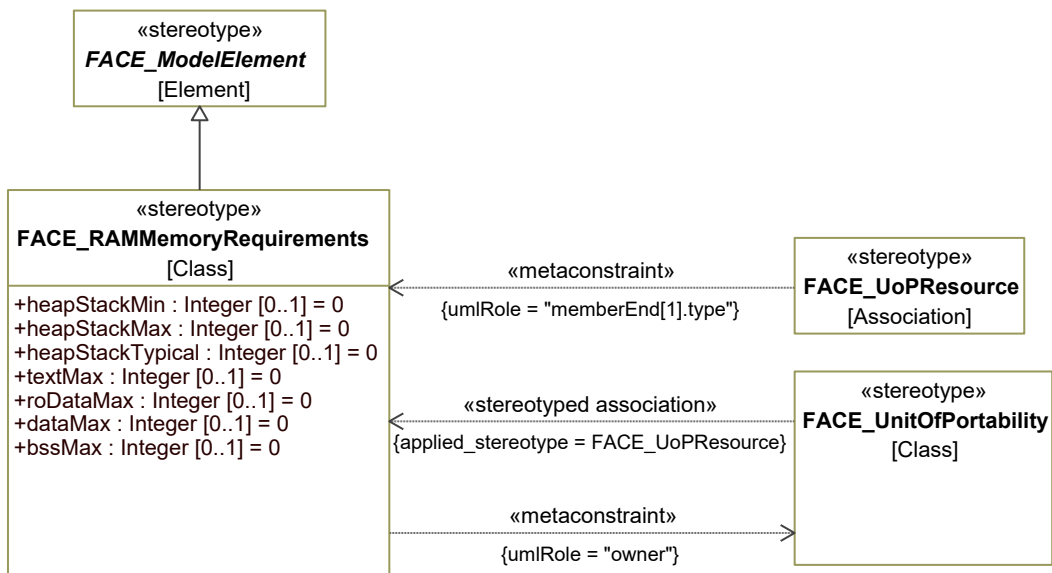 «stereotype»
FACE_ModelElement
[Element]
«stereotype»
FACE_RAMMemoryRequirements
[Class]
+heapStackMin : Integer [0..1] = 0
+heapStackMax : Integer [0..1] = 0
+heapStackTypical : Integer [0..1] = 0
+textMax : Integer [0..1] = 0
+roDataMax : Integer [0..1] = 0
+dataMax : Integer [0..1] = 0
+bssMax : Integer [0..1] = 0
«metaconstraint»
{umlRole = "memberEnd[1].type"}
«stereotype»
FACE_UoPResource
[Association]
«stereotyped association»
{applied_stereotype = FACE_UoPResource}
«stereotype»
FACE_UnitOfPortability
[Class]
«metaconstraint»
{umlRole = "owner"}